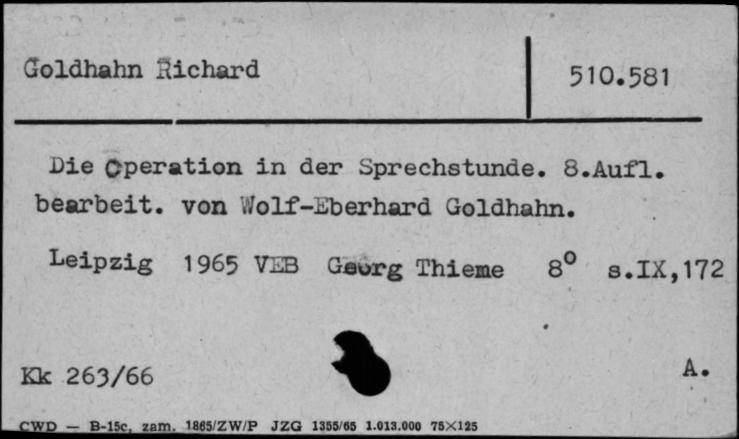 Goldhahn Richard
510.581
Die Operation in der Sprechstunde. 8.Aufl.
bearbeit. von Wolf-Eberhard Goldhahn.
Leipzig 1965 VEB Georg Thieme 8° s.IX,172
Kk 263/66
A.
CWD — B-15c, zam. 1865/ZW/P JZG 1355/65 1.013.000 75×125